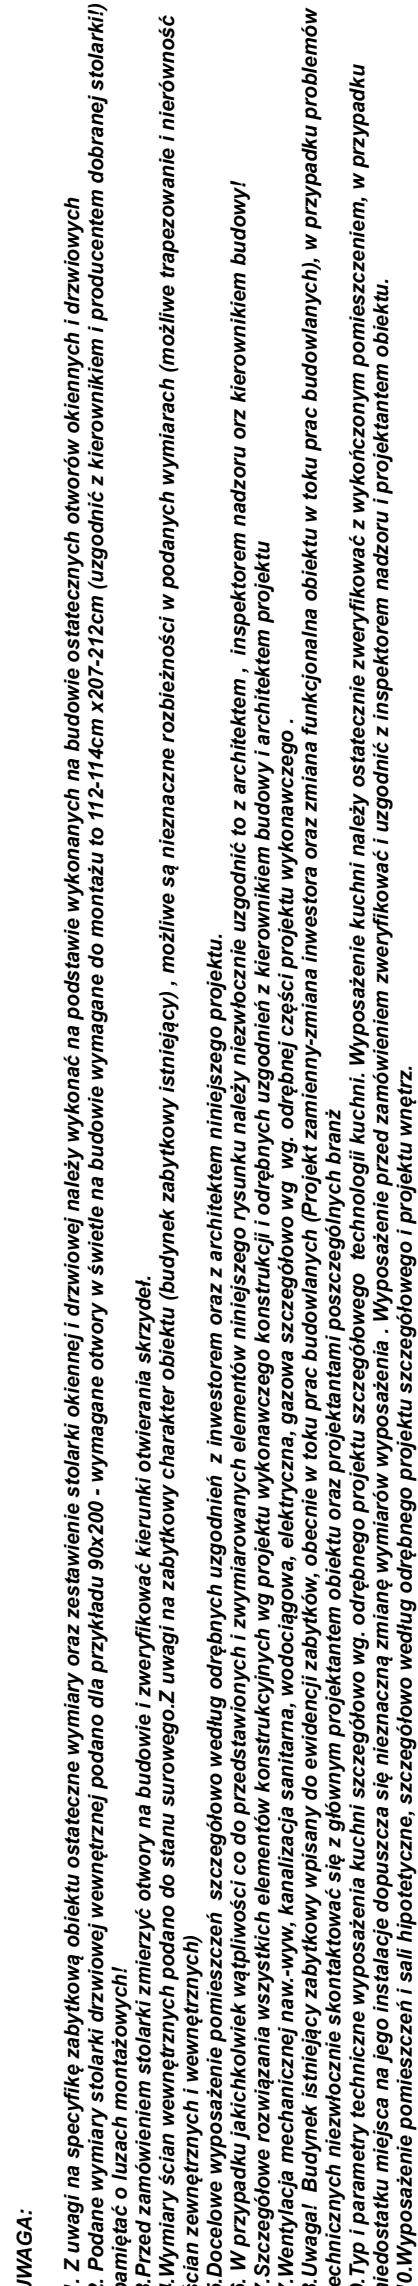 UWAGA:
1. Z uwagi na specyfikę zabytkową obiektu ostateczne wymiary oraz zestawienie stolarki okiennej i drzwiowej należy wykonać na podstawie wykonanych na budowie ostatecznych otworów okiennych i drzwiowych
2. Podane wymiary stolarki drzwiowej wewnętrznej podano dla przykładu 90x200 - wymagane otwory w świetle na budowie wymagane do montażu to 112-114cm x207-212cm (uzgodnić z kierownikiem i producentem dobranej stolarki!)
pamiętać o luzach montażowych!
3.Przed zamówieniem stolarki zmierzyć otwory na budowie i zweryfikować kierunki otwierania skrzydeł.
4.Wymiary ścian wewnętrznych podano do stanu surowego.Z uwagi na zabytkowy charakter obiektu (budynek zabytkowy istniejący) , możliwe są nieznaczne rozbieżności w podanych wymiarach (możliwe trapezowanie i nierówność
ścian zewnętrznych i wewnętrznych)
5.Docelowe wyposażenie pomieszczeń szczegółowo według odrębnych uzgodnień z inwestorem oraz z architektem niniejszego projektu.
6. W przypadku jakichkolwiek wątpliwości co do przedstawionych i zwymiarowanych elementów niniejszego rysunku należy niezwłocznie uzgodnić to z architektem , inspektorem nadzoru orz kierownikiem budowy!
7.Szczegółowe rozwiązania wszystkich elementów konstrukcyjnych wg projektu wykonawczego konstrukcji i odrębnych uzgodnień z kierownikiem budowy i architektem projektu
7.Wentylacja mechanicznej naw.-wyw, kanalizacja sanitarna, wodociągowa, elektryczna, gazowa szczegółowo wg wg. odrębnej części projektu wykonawczego .
8.Uwaga! Budynek istniejący zabytkowy wpisany do ewidencji zabytków, obecnie w toku prac budowlanych (Projekt zamienny-zmiana inwestora oraz zmiana funkcjonalna obiektu w toku prac budowlanych), w przypadku problemów
technicznych niezwłocznie skontaktować się z głównym projektantem obiektu oraz projektantami poszczególnych branż
9.Typ i parametry techniczne wyposażenia kuchni szczegółowo wg. odrębnego projektu szczegółowego technologii kuchni. Wyposażenie kuchni należy ostatecznie zweryfikować z wykończonym pomieszczeniem, w przypadku
niedostatku miejsca na jego instalacje dopuszcza się nieznaczną zmianę wymiarów wyposażenia . Wyposażenie przed zamówieniem zweryfikować i uzgodnić z inspektorem nadzoru i projektantem obiektu.
10.Wyposażenie pomieszczeń i sali hipotetyczne, szczegółowo według odrębnego projektu szczegółowego i projektu wnętrz.